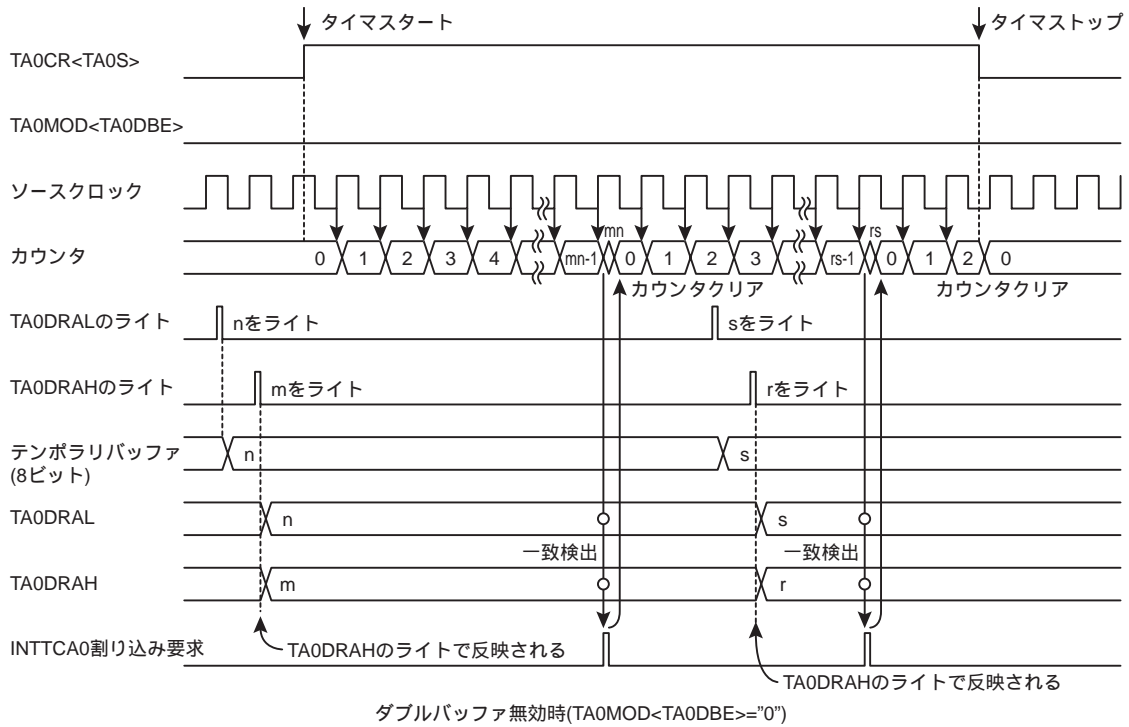 タイマスタート
タイマストップ
TA0CR<TA0S>
TA0MOD<TA0DBE>
ソースクロック
カウンタ
0 1 2 3 4 mn-1 mn 0 1 2 3 rs-1 rs 0 1 2 0
カウンタクリア
カウンタクリア
TA0DRALのライト
nをライト
sをライト
TA0DRAHのライト
mをライト
rをライト
テンポラリバッファ
(8ビット)
n
s
TA0DRAL
n
s
一致検出
一致検出
TA0DRAH
m
r
INTTCA0割り込み要求
TA0DRAHのライトで反映される
TA0DRAHのライトで反映される
ダブルバッファ無効時(TA0MOD<TA0DBE>="0")